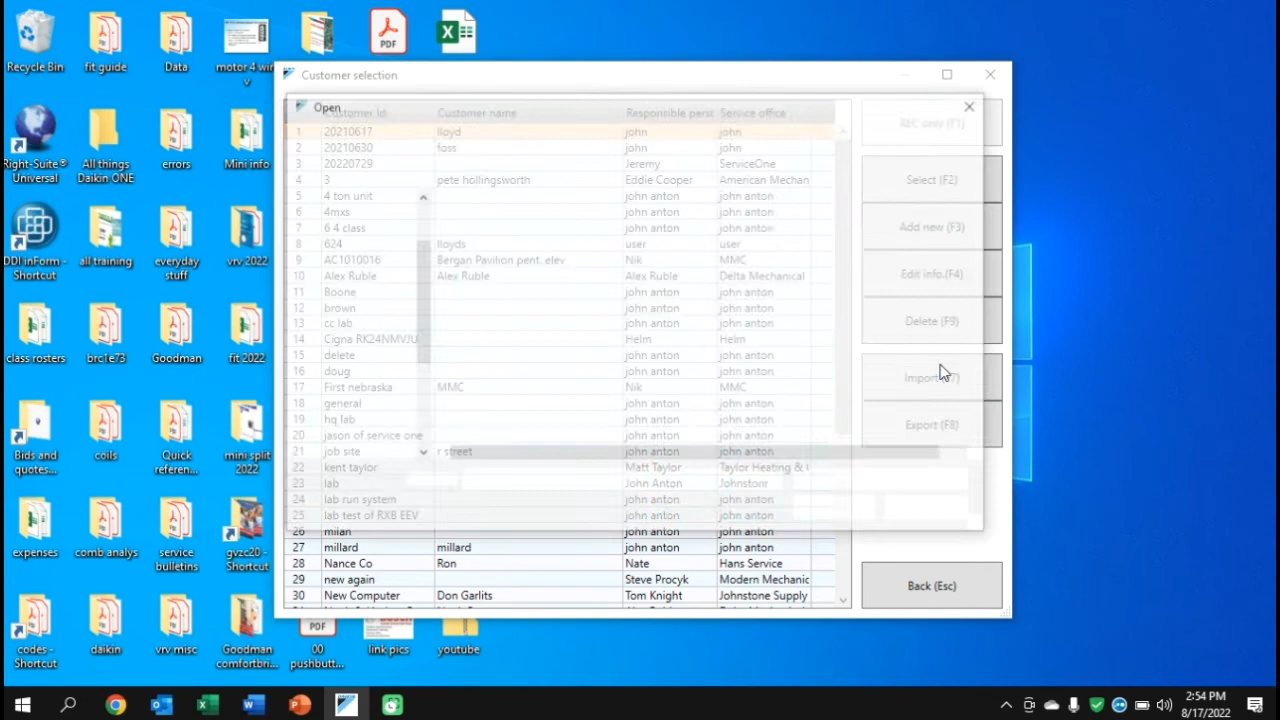 Recycle Bin
fit guide
Data
motor 4 wir
v
PDF
Customer selection
Open
Customer id
Customer name
Responsible perso
Service office
1 20210617 lloyd john john
2 20210630 foss john john
3 20220729 Jeremy ServiceOne
4 3 pete hollingsworth Eddie Cooper American Mechan
5 4 ton unit john anton john anton
6 4mxs john anton john anton
7 6 4 class john anton john anton
8 624 lloyds user user
9 AC1010016 Bergan Pavilion pent. elev Nik MMC
10 Alex Ruble Alex Ruble Alex Ruble Delta Mechanical
11 Boone john anton john anton
12 brown john anton john anton
13 cc lab john anton john anton
14 Cigna RK24NMVJU Helm Helm
15 delete john anton john anton
16 doug john anton john anton
17 First nebraska MMC Nik MMC
18 general john anton john anton
19 hq lab john anton john anton
20 jason of service one john anton john anton
21 job site r street john anton john anton
22 kent taylor Matt Taylor Taylor Heating &
23 lab John Anton Johnstonr
24 lab run system john anton john anton
25 lab test of RXB EEV john anton john anton
26 milan john anton john anton
27 millard millard john anton john anton
28 Nance Co Ron Nate Hans Service
29 new again Steve Procyk Modern Mechanic
30 New Computer Don Garlits Tom Knight Johnstone Supply
REC only (F1)
Select (F2)
Add new (F3)
Edit info.(F4)
Delete (F9)
Import (F7)
Export (F8)
Back (Esc)
Right-Suite®
Universal
All things
Daikin ONE
errors
Mini info
DDI inForm -
Shortcut
all training
everyday
stuff
vrv 2022
class rosters
brc1e73
Goodman
fit 2022
Bids and
quotes...
coils
Quick
referen...
mini split
2022
expenses
comb analys
service
bulletins
gvzc20 -
Shortcut
codes -
Shortcut
daikin
vrv misc
Goodman
comfortbri...
PDF
00
pushbutt...
link pics
youtube
2:54 PM
8/17/2022